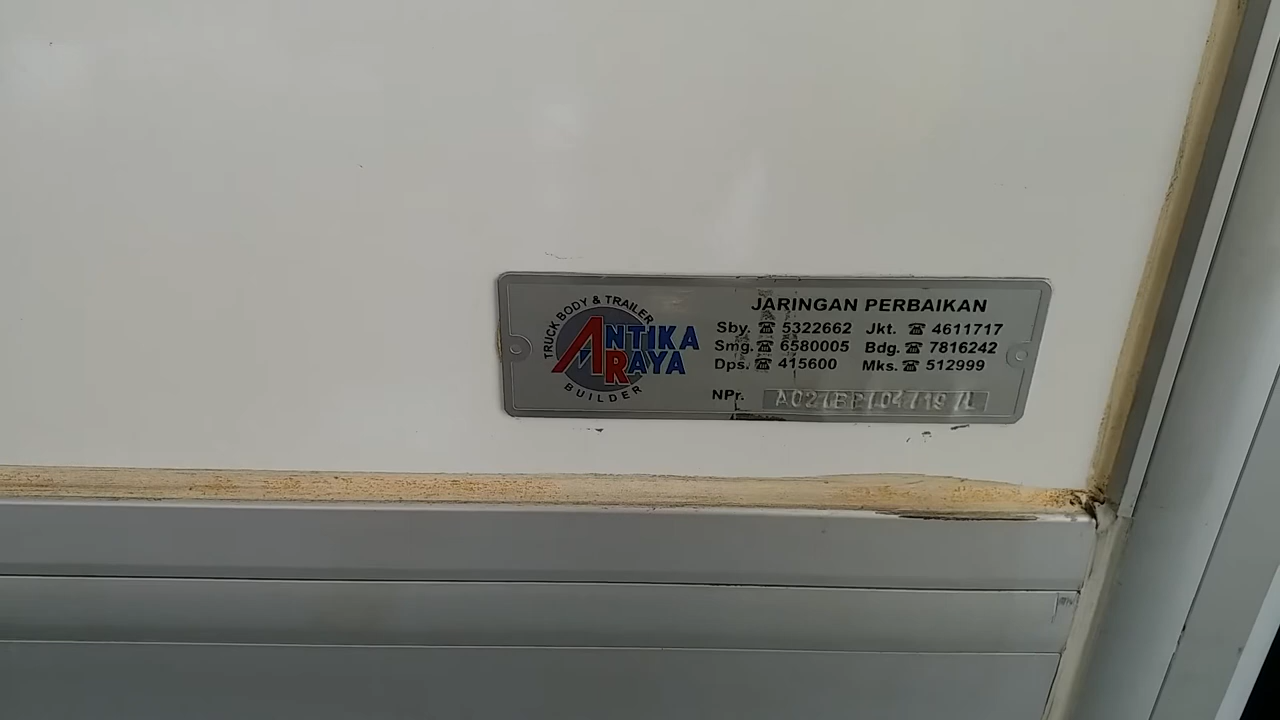 TRUCK BODY & TRAILER
ANTIKA
RAYA
BUILDER
JARINGAN PERBAIKAN
Sby. ☎ 5322662 Jkt. ☎ 4611717
Smg. ☎ 6580005 Bdg. ☎ 7816242
Dps. ☎ 415600 Mks. ☎ 512999
NPr.